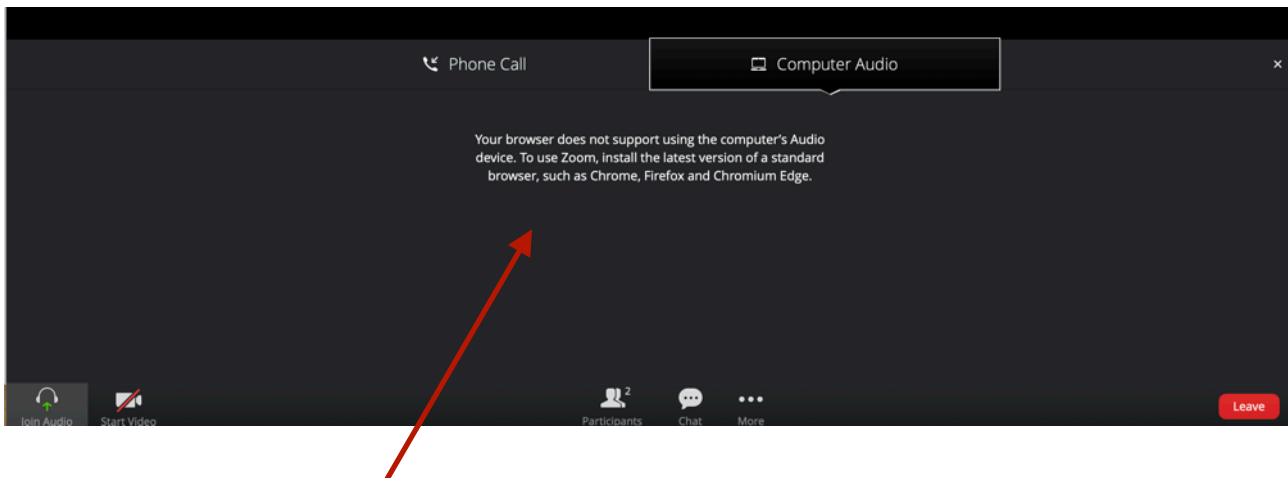 Phone Call
Computer Audio
×
Your browser does not support using the computer's Audio
device. To use Zoom, install the latest version of a standard
browser, such as Chrome, Firefox and Chromium Edge.
Join Audio
Start Video
2
Participants
Chat
More
Leave